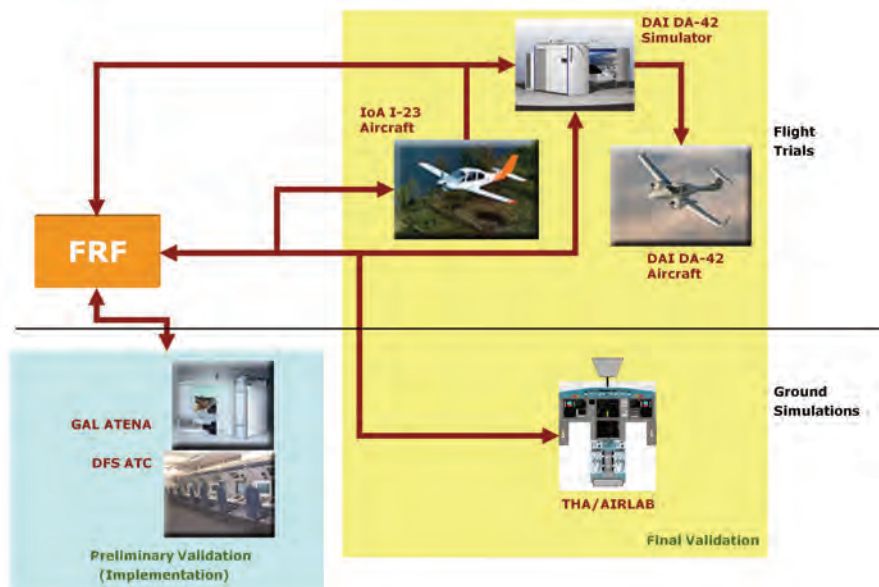 DAI DA-42
Simulator
IoA I-23
Aircraft
Flight
Trials
FRF
DAI DA-42
Aircraft
GAL ATENA
Ground
Simulations
DFS ATC
THA/AIRLAB
Preliminary Validation
(Implementation)
Final Validation